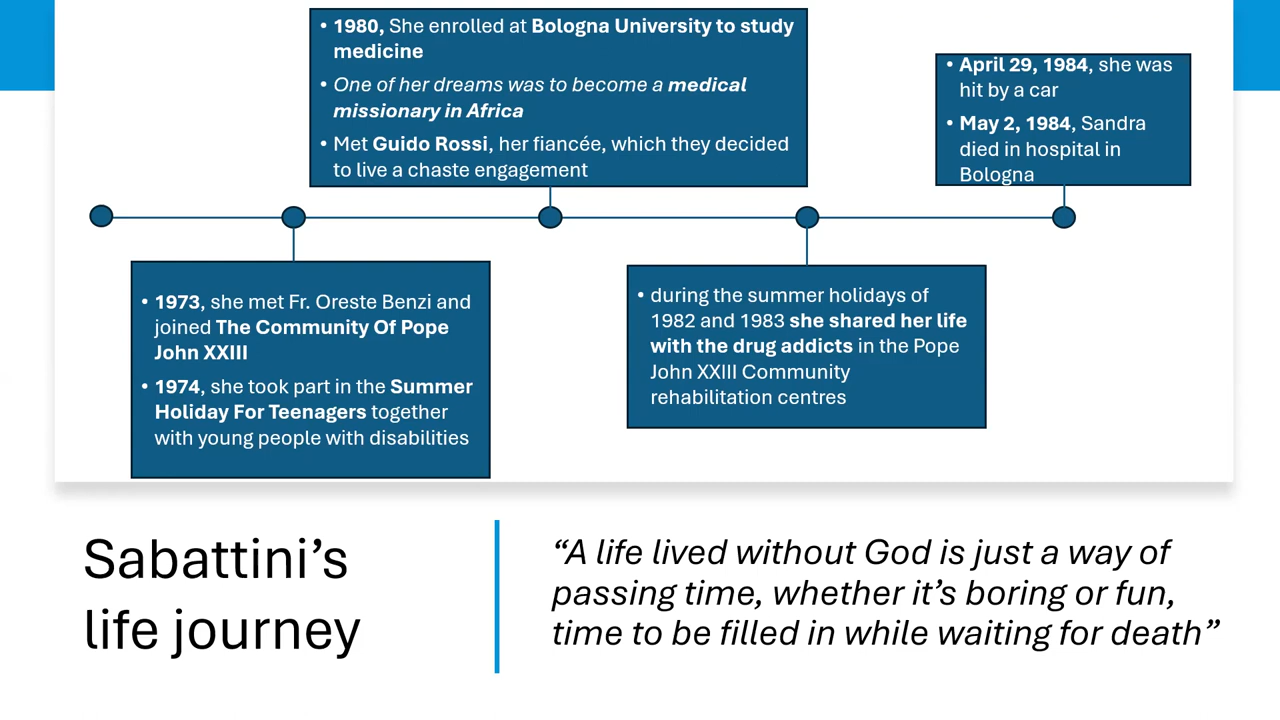 • 1980, She enrolled at Bologna University to study
medicine
• One of her dreams was to become a medical
missionary in Africa
• Met Guido Rossi, her fiancée, which they decided
to live a chaste engagement
• April 29, 1984, she was
hit by a car
• May 2, 1984, Sandra
died in hospital in
Bologna
• 1973, she met Fr. Oreste Benzi and
joined The Community Of Pope
John XXIII
• 1974, she took part in the Summer
Holiday For Teenagers together
with young people with disabilities
• during the summer holidays of
1982 and 1983 she shared her life
with the drug addicts in the Pope
John XXIII Community
rehabilitation centres
Sabattini’s
life journey
“A life lived without God is just a way of
passing time, whether it’s boring or fun,
time to be filled in while waiting for death”